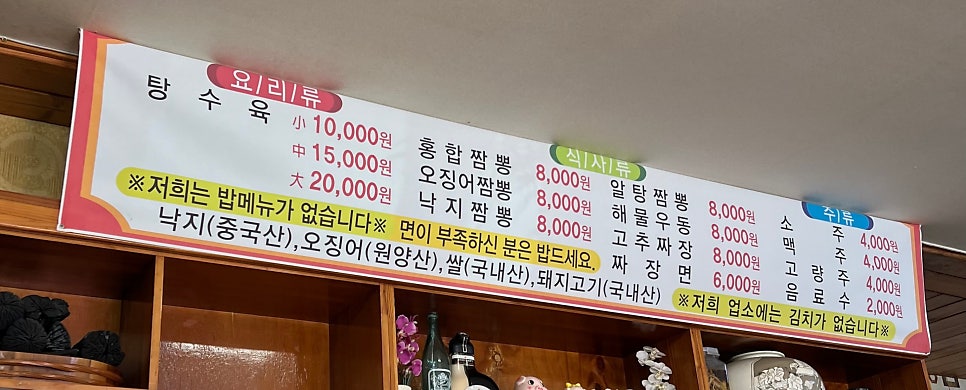 요/리/류
탕 수 육 小 10,000원
中 15,000원
大 20,000원
식/사/류
홍합짬뽕 8,000원
오징어짬뽕 8,000원
낙지짬뽕 8,000원
알탕짬뽕 8,000원
해물우동 8,000원
고추짜장 8,000원
짜장면 6,000원
주/류
소 주 4,000원
맥 주 4,000원
고량주 4,000원
음료수 2,000원
※저희는 밥메뉴가 없습니다※ 면이 부족하신 분은 밥드세요.
낙지(중국산),오징어(원양산),쌀(국내산),돼지고기(국내산)
※저희 업소에는 김치가 없습니다※